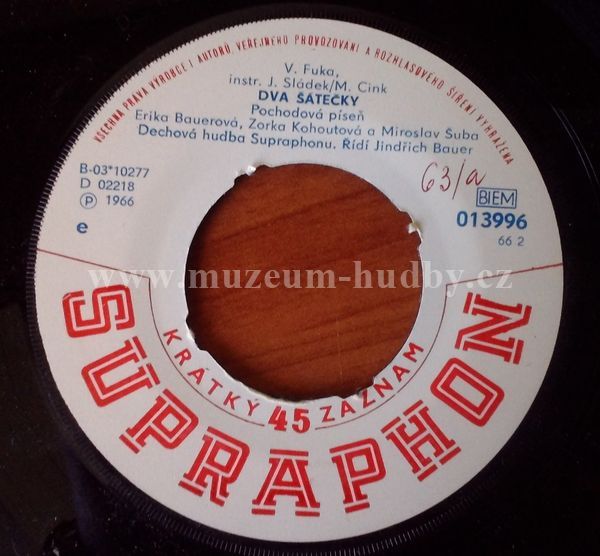 VŠECHNA PRÁVA VÝROBCE I AUTORŮ, VEŘEJNÉHO PROVOZOVÁNÍ A ROZHLASOVÉHO ŠÍŘENÍ VYHRAŽENA
V. Fuka,
instr. J. Sládek/M. Cink
DVA ŠÁTEČKY
Pochodová píseň
Erika Bauerová, Zorka Kohoutová a Miroslav Šuba
Dechová hudba Supraphonu. Řídí Jindřich Bauer
B-03*10277
D 02218
Ⓟ 1966
e
63/a
BIEM
013996
66 2
www.muzeum-hudby.cz
KRÁTKÝ 45 ZÁZNAM
SUPRAPHON